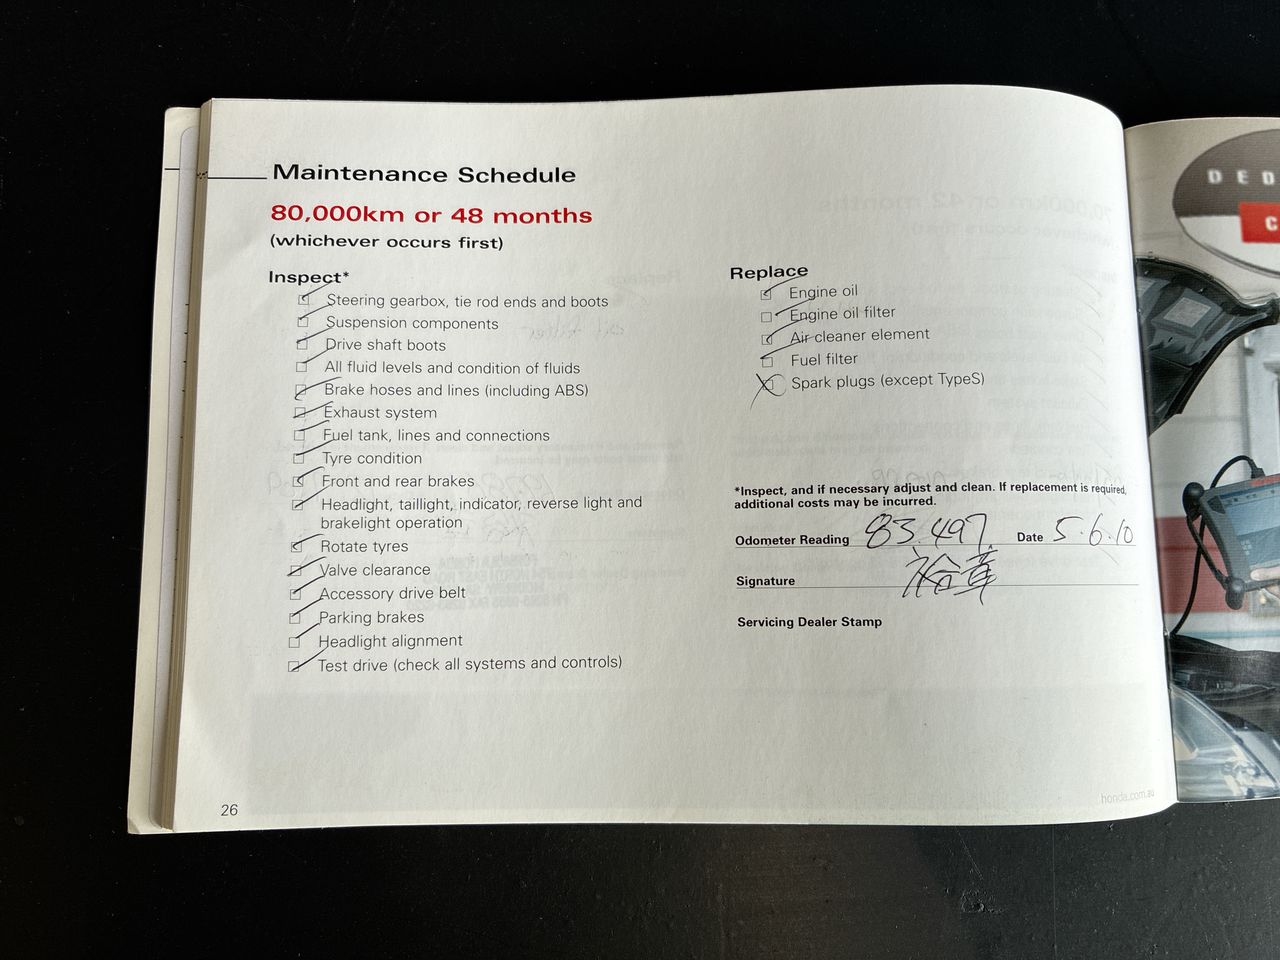 Maintenance Schedule
80,000km or 48 months
(whichever occurs first)
Inspect*
Steering gearbox, tie rod ends and boots
Suspension components
Drive shaft boots
All fluid levels and condition of fluids
Brake hoses and lines (including ABS)
Exhaust system
Fuel tank, lines and connections
Tyre condition
Front and rear brakes
Headlight, taillight, indicator, reverse light and
brakelight operation
Rotate tyres
Valve clearance
Accessory drive belt
Parking brakes
Headlight alignment
Test drive (check all systems and controls)
Replace
Engine oil
Engine oil filter
Air cleaner element
Fuel filter
Spark plugs (except TypeS)
*Inspect, and if necessary adjust and clean. If replacement is required,
additional costs may be incurred.
Odometer Reading 83.497 Date 5.6.10
Signature
Servicing Dealer Stamp
26
honda.com.au
DED
C